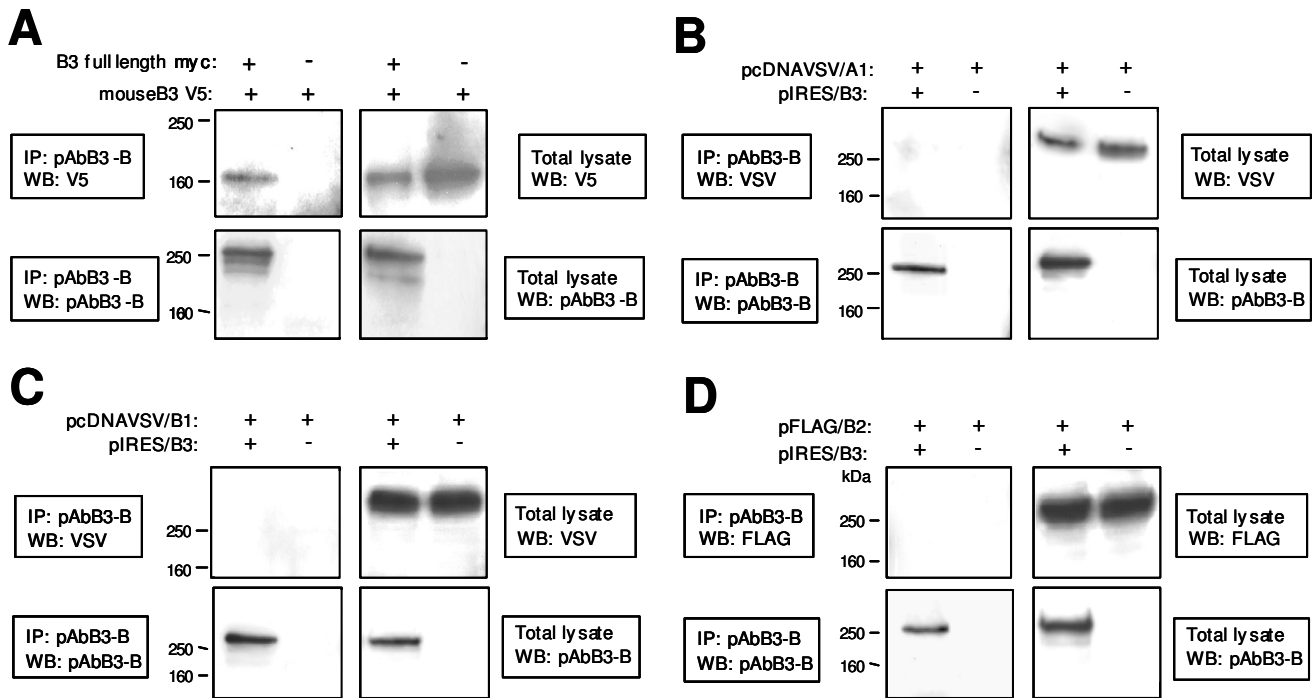 A
B3 full length myc: + - + -
mouseB3 V5: + + + +
250
160
IP: pAbB3-B
WB: V5
Total lysate
WB: V5
250
160
IP: pAbB3-B
WB: pAbB3-B
Total lysate
WB: pAbB3-B
B
pcDNAVSV/A1: + + + +
pIRES/B3: + - + -
IP: pAbB3-B
WB: VSV
250
160
Total lysate
WB: VSV
IP: pAbB3-B
WB: pAbB3-B
250
160
Total lysate
WB: pAbB3-B
C
pcDNAVSV/B1: + + + +
pIRES/B3: + - + -
IP: pAbB3-B
WB: VSV
250
160
Total lysate
WB: VSV
IP: pAbB3-B
WB: pAbB3-B
250
160
Total lysate
WB: pAbB3-B
D
pFLAG/B2: + + + +
pIRES/B3: + - + -
kDa
IP: pAbB3-B
WB: FLAG
250
160
Total lysate
WB: FLAG
IP: pAbB3-B
WB: pAbB3-B
250
160
Total lysate
WB: pAbB3-B